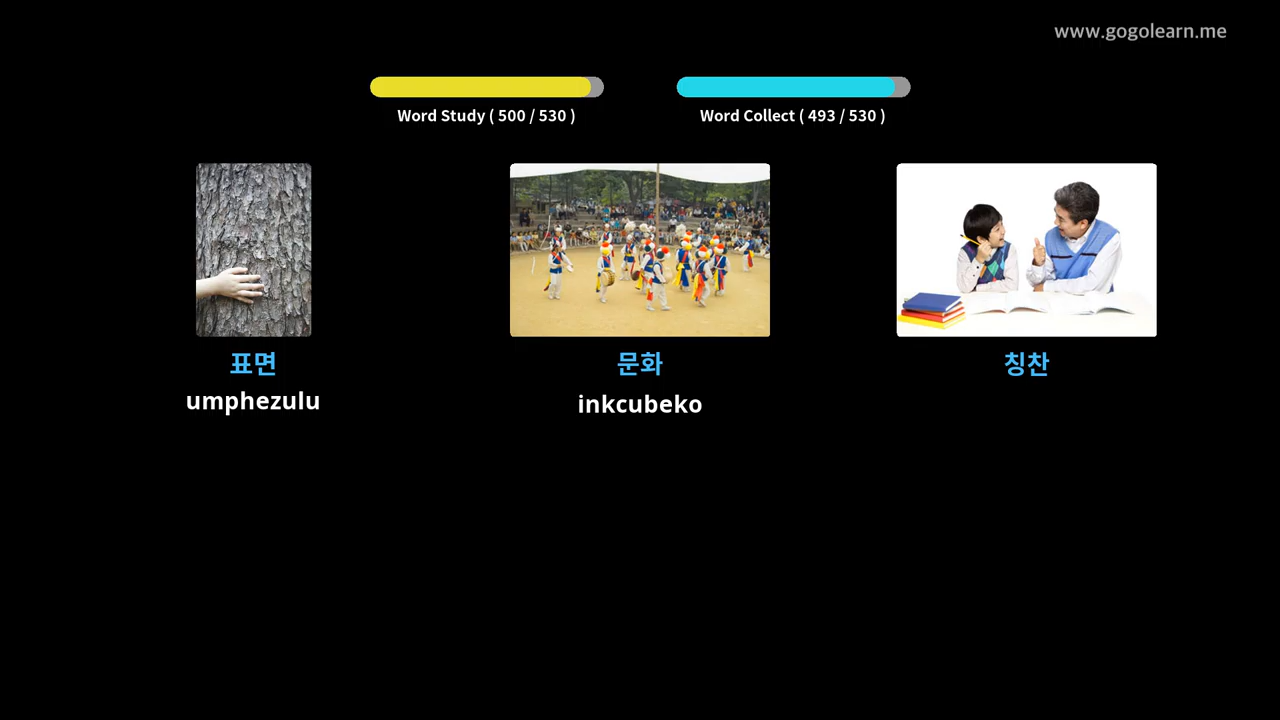 www.gogolearn.me
Word Study ( 500 / 530 )
Word Collect ( 493 / 530 )
표면
문화
칭찬
umphezulu
inkcubeko